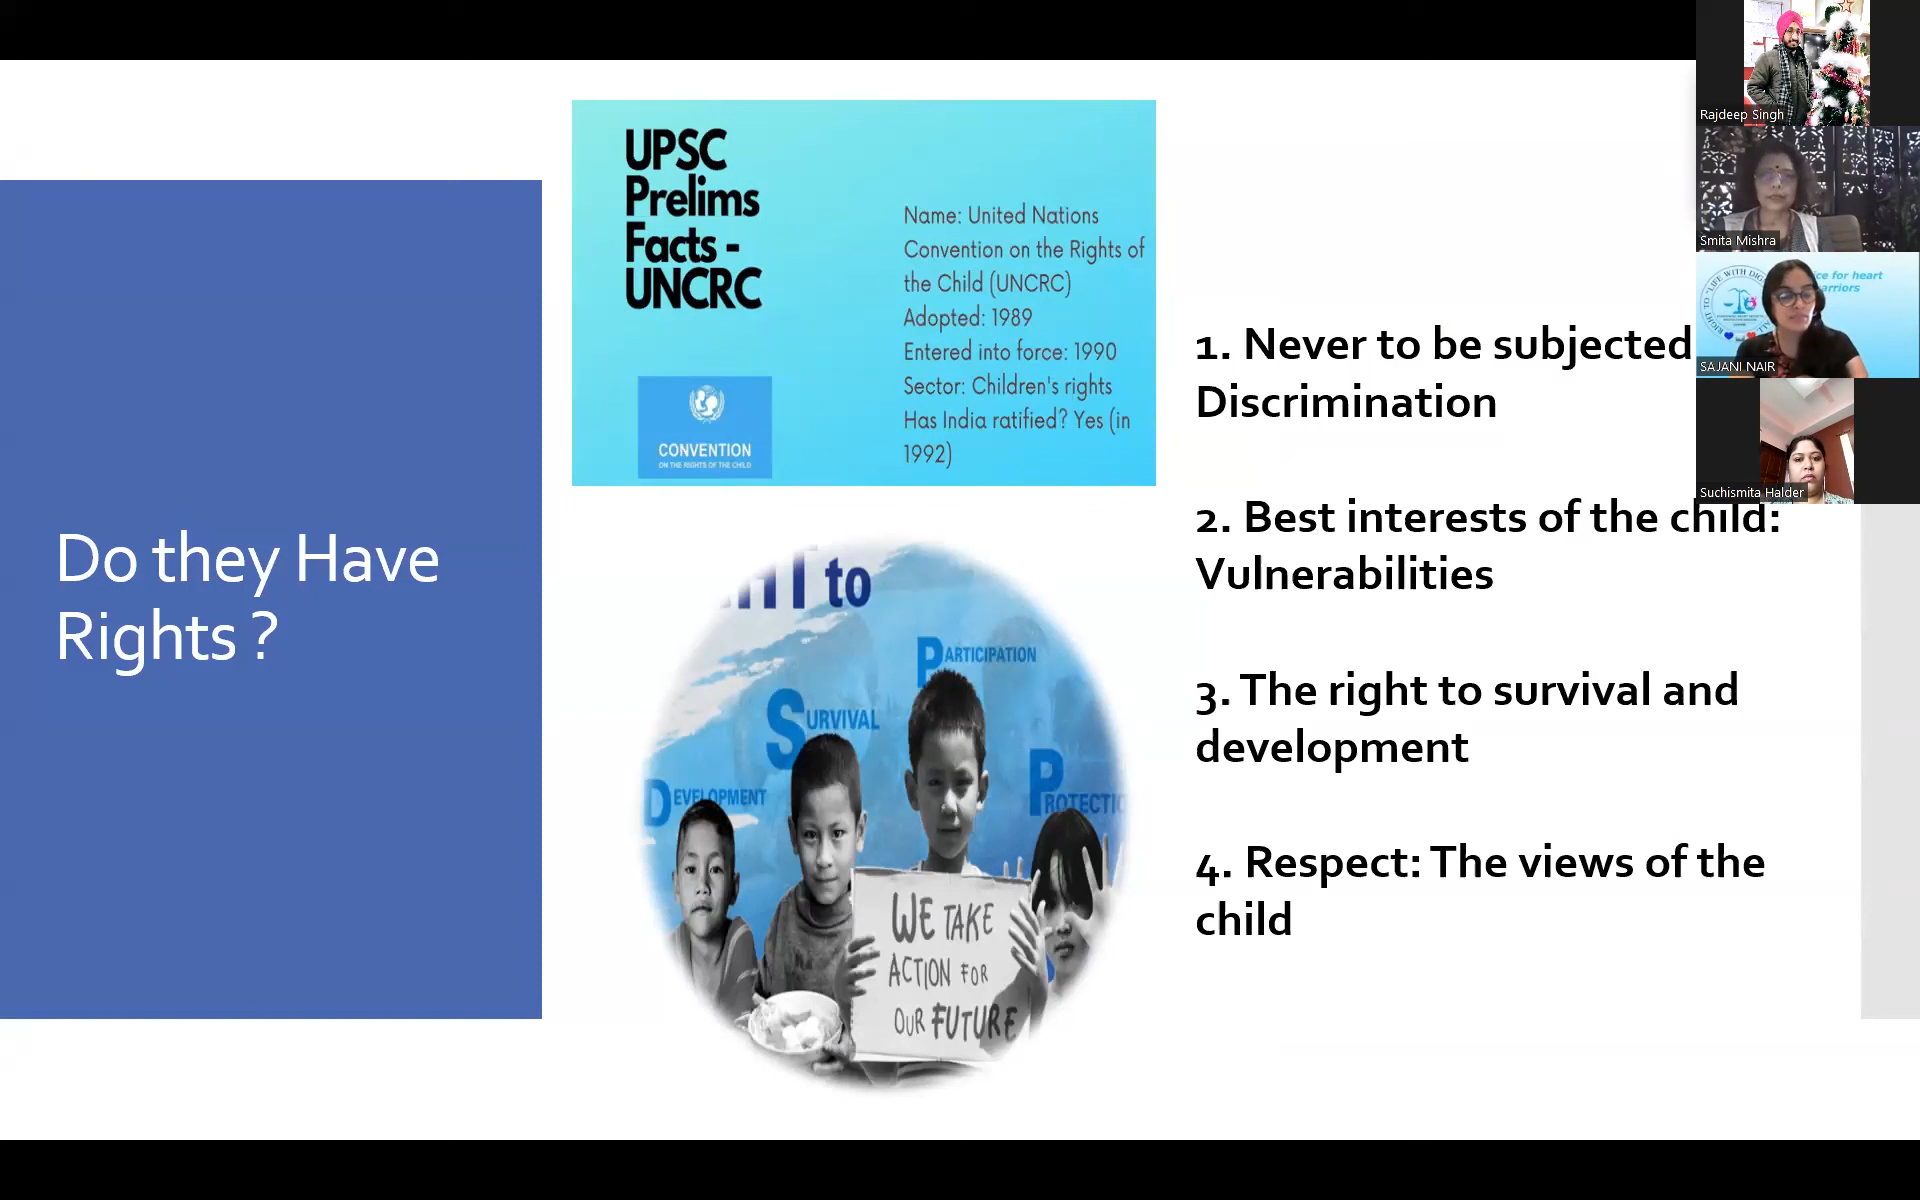 Do they Have
Rights ?
UPSC
Prelims
Facts -
UNCRC
CONVENTION
ON THE RIGHTS OF THE CHILD
Name: United Nations
Convention on the Rights of
the Child (UNCRC)
Adopted: 1989
Entered into force: 1990
Sector: Children's rights
Has India ratified? Yes (in
1992)
to
PARTICIPATION
SURVIVAL
DEVELOPMENT
WE TAKE
ACTION FOR
OUR FUTURE
1. Never to be subjected
Discrimination
2. Best interests of the child:
Vulnerabilities
3. The right to survival and
development
4. Respect: The views of the
child
Rajdeep Singh
Smita Mishra
for heart
SAJANI NAIR
Suchismita Halder